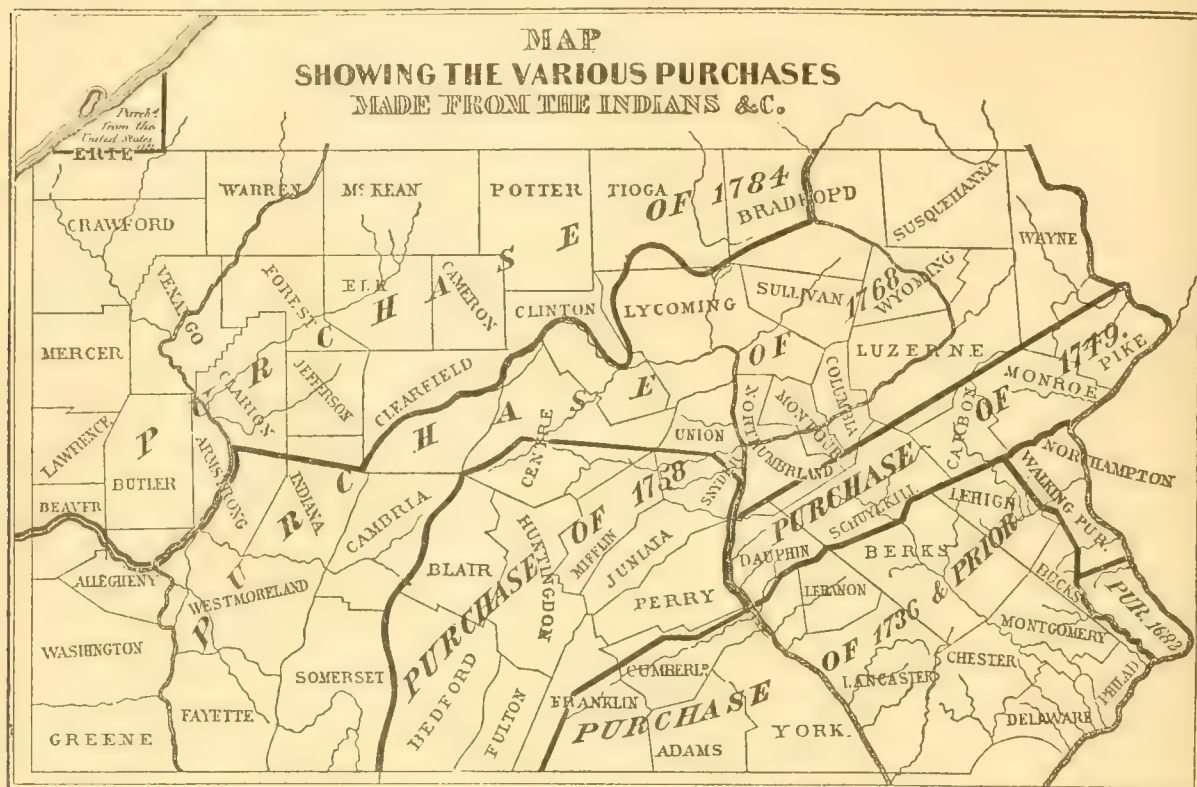 MAP
SHOWING THE VARIOUS PURCHASES
MADE FROM THE INDIANS &C.
Purchd
from the
United States
ERIE
CRAWFORD
WARREN
Mc KEAN
POTTER
TIOGA
BRADFORD
SUSQUEHANNA
WAYNE
PURCHASE OF 1784
VENANGO
FOREST
ELK
CAMERON
CLINTON
LYCOMING
SULLIVAN
WYOMING
MERCER
CLARION
JEFFERSON
CLEARFIELD
CENTRE
UNION
NORTHUMBRLAND
MONTOUR
COLUMBIA
LUZERNE
PURCHASE OF 1768
LAWRENCE
BUTLER
ARMSTRONG
INDIANA
CAMBRIA
BEAVER
ALLEGHENY
WESTMORELAND
WASHINGTON
GREENE
FAYETTE
SOMERSET
BLAIR
HUNTINGDON
MIFFLIN
JUNIATA
SNYDER
PERRY
BEDFORD
FULTON
PURCHASE OF 1758
PURCHASE OF 1749.
PIKE
MONROE
CARBON
SCHUYLKILL
DAUPHIN
NORTHAMPTON
LEHIGH
WALKING PUR.
BERKS
LEBANON
BUCKS
PUR. 1682
MONTGOMERY
PHILAD
CHESTER
DELAWARE
LANCASTER
YORK.
CUMBERLD.
FRANKLIN
ADAMS
PURCHASE OF 1736 & PRIOR